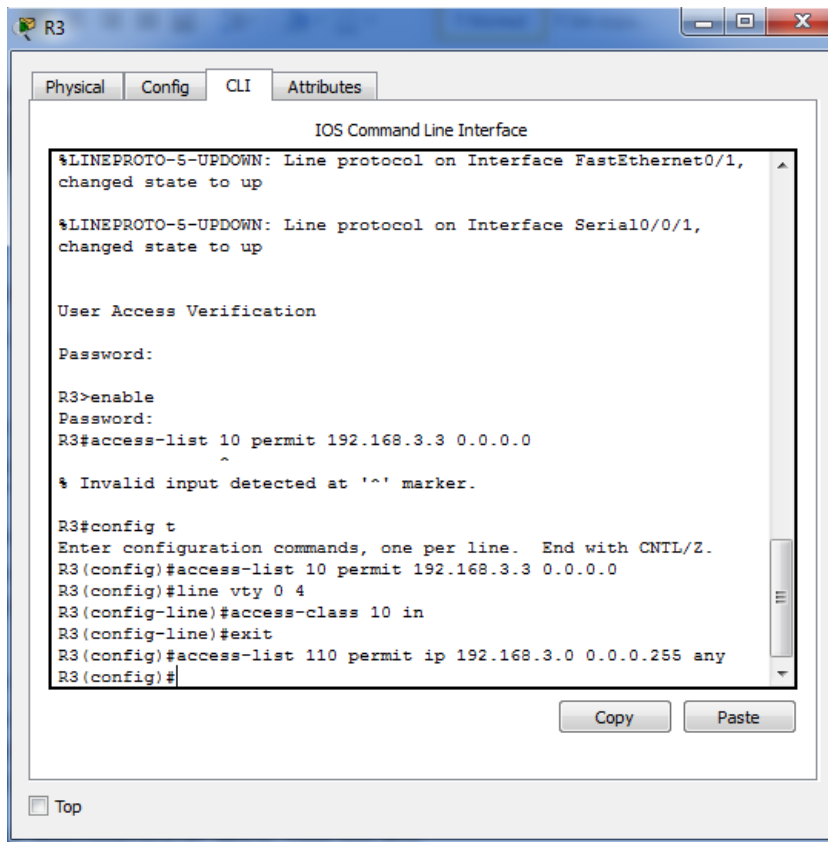 R3
Physical
Config
CLI
Attributes
IOS Command Line Interface
%LINEPROTO-5-UPDOWN: Line protocol on Interface FastEthernet0/1,
changed state to up
%LINEPROTO-5-UPDOWN: Line protocol on Interface Serial0/0/1,
changed state to up
User Access Verification
Password:
R3>enable
Password:
R3#access-list 10 permit 192.168.3.3 0.0.0.0
^
% Invalid input detected at '^' marker.
R3#config t
Enter configuration commands, one per line.  End with CNTL/Z.
R3(config)#access-list 10 permit 192.168.3.3 0.0.0.0
R3(config)#line vty 0 4
R3(config-line)#access-class 10 in
R3(config-line)#exit
R3(config)#access-list 110 permit ip 192.168.3.0 0.0.0.255 any
R3(config)#
Copy
Paste
Top